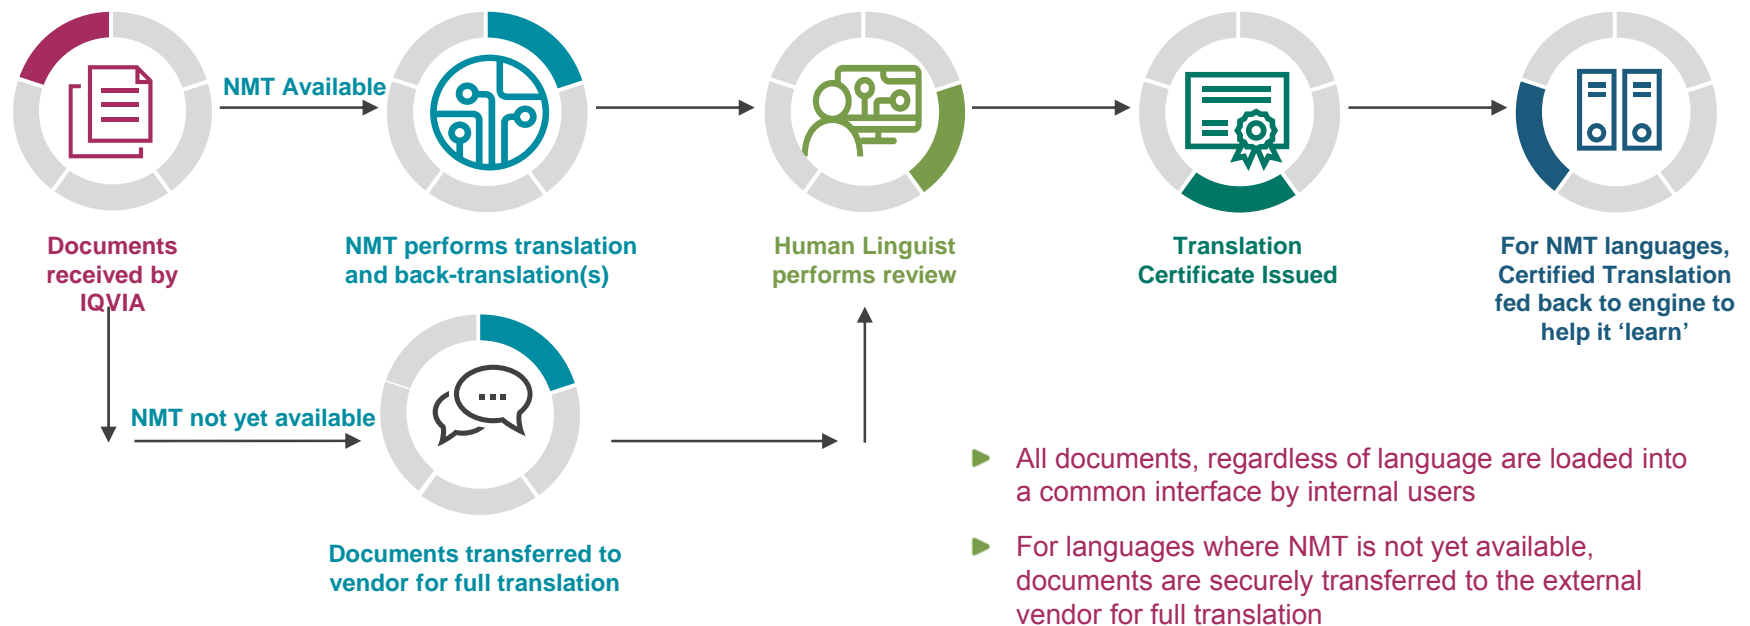 NMT Available
Documents
received by
IQVIA
NMT performs translation
and back-translation(s)
Human Linguist
performs review
Translation
Certificate Issued
For NMT languages,
Certified Translation
fed back to engine to
help it ‘learn’
NMT not yet available
Documents transferred to
vendor for full translation
All documents, regardless of language are loaded into
a common interface by internal users
For languages where NMT is not yet available,
documents are securely transferred to the external
vendor for full translation